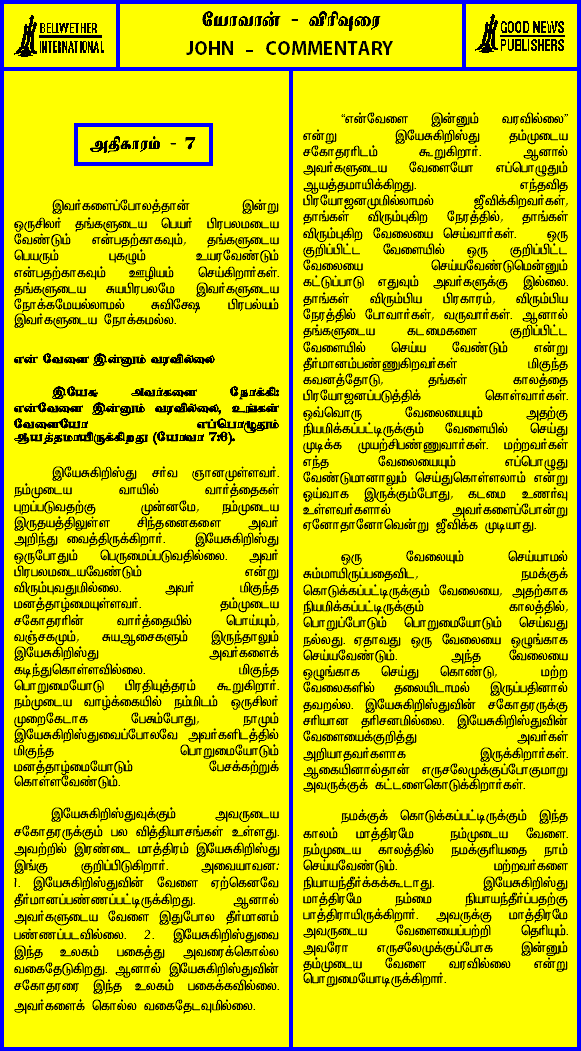 BELWETHER
INTERNATIONAL
யோவான் - விரிவுரை
JOHN - COMMENTARY
GOOD NEWS
PUBLISHERS
அதிகாரம் - 7
இவர்களைப்போலத்தான் இன்று
ஒருசிலர் தங்களுடைய பெயர் பிரபலமடைய
வேண்டும் என்பதற்காகவும், தங்களுடைய
பெயரும் புகழும் உயரவேண்டும்
என்பதற்காகவும் ஊழியம் செய்கிறார்கள்.
தங்களுடைய சுயபிரபலமே இவர்களுடைய
நோக்கமேயல்லாமல் சுவிசேஷ பிரபல்யம்
இவர்களுடைய நோக்கமல்ல.
என் வேளை இன்னும் வரவில்லை
இயேசு அவர்களை நோக்கி:
என்வேளை இன்னும் வரவில்லை, உங்கள்
வேளையோ எப்பொழுதும்
ஆயத்தமாயிருக்கிறது (யோவா 7:6).
இயேசுகிறிஸ்து சர்வ ஞானமுள்ளவர்.
நம்முடைய வாயில் வார்த்தைகள்
புறப்படுவதற்கு முன்னமே, நம்முடைய
இருதயத்திலுள்ள சிந்தனைகளை அவர்
அறிந்து வைத்திருக்கிறார். இயேசுகிறிஸ்து
ஒருபோதும் பெருமைப்படுவதில்லை. அவர்
பிரபலமடையவேண்டும் என்று
விரும்புவதுமில்லை. அவர் மிகுந்த
மனத்தாழ்மையுள்ளவர். தம்முடைய
சகோதரரின் வார்த்தையில் பொய்யும்,
வஞ்சகமும், சுயஆசைகளும் இருந்தாலும்
இயேசுகிறிஸ்து அவர்களைக்
கடிந்துகொள்ளவில்லை. மிகுந்த
பொறுமையோடு பிரதியுத்தரம் கூறுகிறார்.
நம்முடைய வாழ்க்கையில் நம்மிடம் ஒருசிலர்
முறைகேடாக பேசும்போது, நாமும்
இயேசுகிறிஸ்துவைப்போலவே அவர்களிடத்தில்
மிகுந்த பொறுமையோடும்
மனத்தாழ்மையோடும் பேசக்கற்றுக்
கொள்ளவேண்டும்.
இயேசுகிறிஸ்துவுக்கும் அவருடைய
சகோதரருக்கும் பல வித்தியாசங்கள் உள்ளது.
அவற்றில் இரண்டை மாத்திரம் இயேசுகிறிஸ்து
இங்கு குறிப்பிடுகிறார். அவையாவன:
1. இயேசுகிறிஸ்துவின் வேளை ஏற்கெனவே
தீர்மானப்பண்ணப்பட்டிருக்கிறது. ஆனால்
அவர்களுடைய வேளை இதுபோல தீர்மானம்
பண்ணப்படவில்லை. 2. இயேசுகிறிஸ்துவை
இந்த உலகம் பகைத்து அவரைக்கொல்ல
வகைதேடுகிறது. ஆனால் இயேசுகிறிஸ்துவின்
சகோதரரை இந்த உலகம் பகைக்கவில்லை.
அவர்களைக் கொல்ல வகைதேடவுமில்லை.
“என்வேளை இன்னும் வரவில்லை”
என்று இயேசுகிறிஸ்து தம்முடைய
சகோதரரிடம் கூறுகிறார். ஆனால்
அவர்களுடைய வேளையோ எப்பொழுதும்
ஆயத்தமாயிக்கிறது. எந்தவித
பிரயோஜனமுமில்லாமல் ஜீவிக்கிறவர்கள்,
தாங்கள் விரும்புகிற நேரத்தில், தாங்கள்
விரும்புகிற வேலையை செய்வார்கள். ஒரு
குறிப்பிட்ட வேளையில் ஒரு குறிப்பிட்ட
வேலையை செய்யவேண்டுமென்னும்
கட்டுப்பாடு எதுவும் அவர்களுக்கு இல்லை.
தாங்கள் விரும்பிய பிரகாரம், விரும்பிய
நேரத்தில் போவார்கள், வருவார்கள். ஆனால்
தங்களுடைய கடமைகளை குறிப்பிட்ட
வேளையில் செய்ய வேண்டும் என்று
தீர்மானம்பண்ணுகிறவர்கள் மிகுந்த
கவனத்தோடு, தங்கள் காலத்தை
பிரயோஜனப்படுத்திக் கொள்வார்கள்.
ஒவ்வொரு வேலையையும் அதற்கு
நியமிக்கப்பட்டிருக்கும் வேளையில் செய்து
முடிக்க முயற்சிபண்ணுவார்கள். மற்றவர்கள்
எந்த வேலையையும் எப்பொழுது
வேண்டுமானாலும் செய்துகொள்ளலாம் என்று
ஓய்வாக இருக்கும்போது, கடமை உணர்வு
உள்ளவர்களால் அவர்களைப்போன்று
ஏனோதானோவென்று ஜீவிக்க முடியாது.
ஒரு வேலையும் செய்யாமல்
சும்மாயிருப்பதைவிட, நமக்குக்
கொடுக்கப்பட்டிருக்கும் வேலையை, அதற்காக
நியமிக்கப்பட்டிருக்கும் காலத்தில்,
பொறுப்போடும் பொறுமையோடும் செய்வது
நல்லது. ஏதாவது ஒரு வேலையை ஒழுங்காக
செய்யவேண்டும். அந்த வேலையை
ஒழுங்காக செய்து கொண்டு, மற்ற
வேலைகளில் தலையிடாமல் இருப்பதினால்
தவறல்ல. இயேசுகிறிஸ்துவின் சகோதரருக்கு
சரியான தரிசனமில்லை. இயேசுகிறிஸ்துவின்
வேளையைக்குறித்து அவர்கள்
அறியாதவர்களாக இருக்கிறார்கள்.
ஆகையினால்தான் எருசலேமுக்குப்போகுமாறு
அவருக்குக் கட்டளைகொடுக்கிறார்கள்.
நமக்குக் கொடுக்கப்பட்டிருக்கும் இந்த
காலம் மாத்திரமே நம்முடைய வேளை.
நம்முடைய காலத்தில் நமக்குரியதை நாம்
செய்யவேண்டும். மற்றவர்களை
நியாயந்தீர்க்கக்கூடாது. இயேசுகிறிஸ்து
மாத்திரமே நம்மை நியாயந்தீர்ப்பதற்கு
பாத்திராயிருக்கிறார். அவருக்கு மாத்திரமே
அவருடைய வேளையைப்பற்றி தெரியும்.
அவரோ எருசலேமுக்குப்போக இன்னும்
தம்முடைய வேளை வரவில்லை என்று
பொறுமையோடிருக்கிறார்.